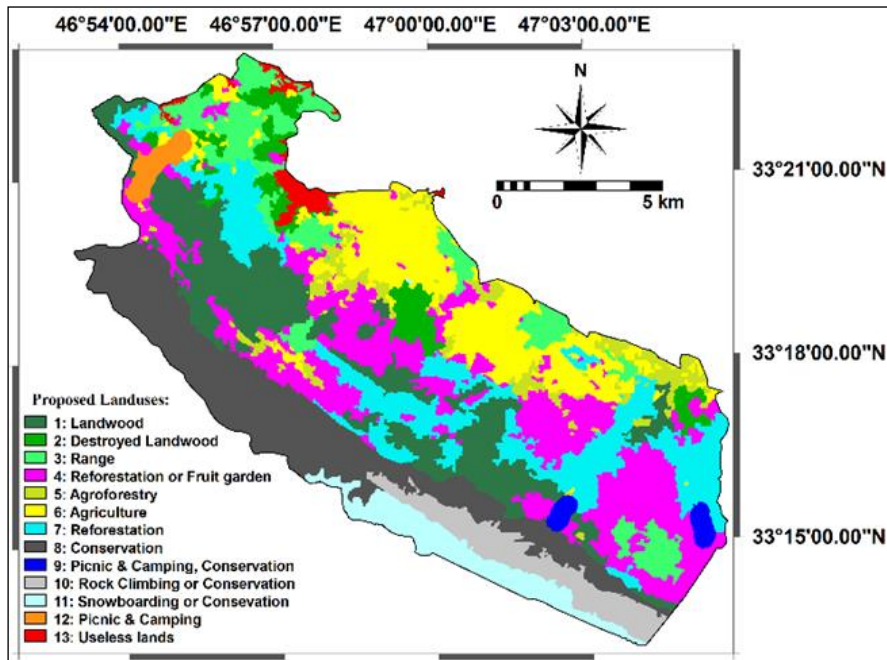 46°54'00.00"E 46°57'00.00"E 47°00'00.00"E 47°03'00.00"E
N
33°21'00.00"N
0 5 km
33°18'00.00"N
Proposed Landuses:
1: Landwood
2: Destroyed Landwood
3: Range
4: Reforestation or Fruit garden
5: Agroforestry
6: Agriculture
7: Reforestation
8: Conservation
33°15'00.00"N
9: Picnic & Camping, Conservation
10: Rock Climbing or Conservation
11: Snowboarding or Consevation
12: Picnic & Camping
13: Useless lands